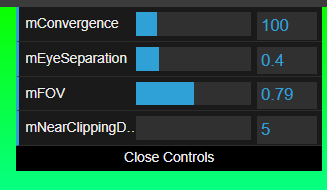 mConvergence 100
mEyeSeparation 0.4
mFOV 0.79
mNearClippingD.. 5
Close Controls